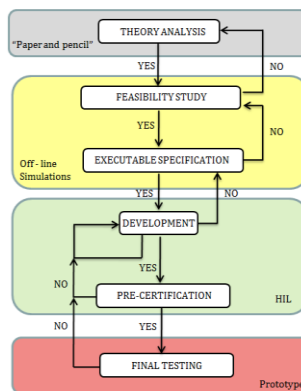 THEORY ANALYSIS
"Paper and pencil"
YES
NO
FEASIBILITY STUDY
YES
NO
EXECUTABLE SPECIFICATION
Off - line
Simulations
YES
NO
DEVELOPMENT
YES
NO
PRE-CERTIFICATION
HIL
NO
YES
FINAL TESTING
Prototype